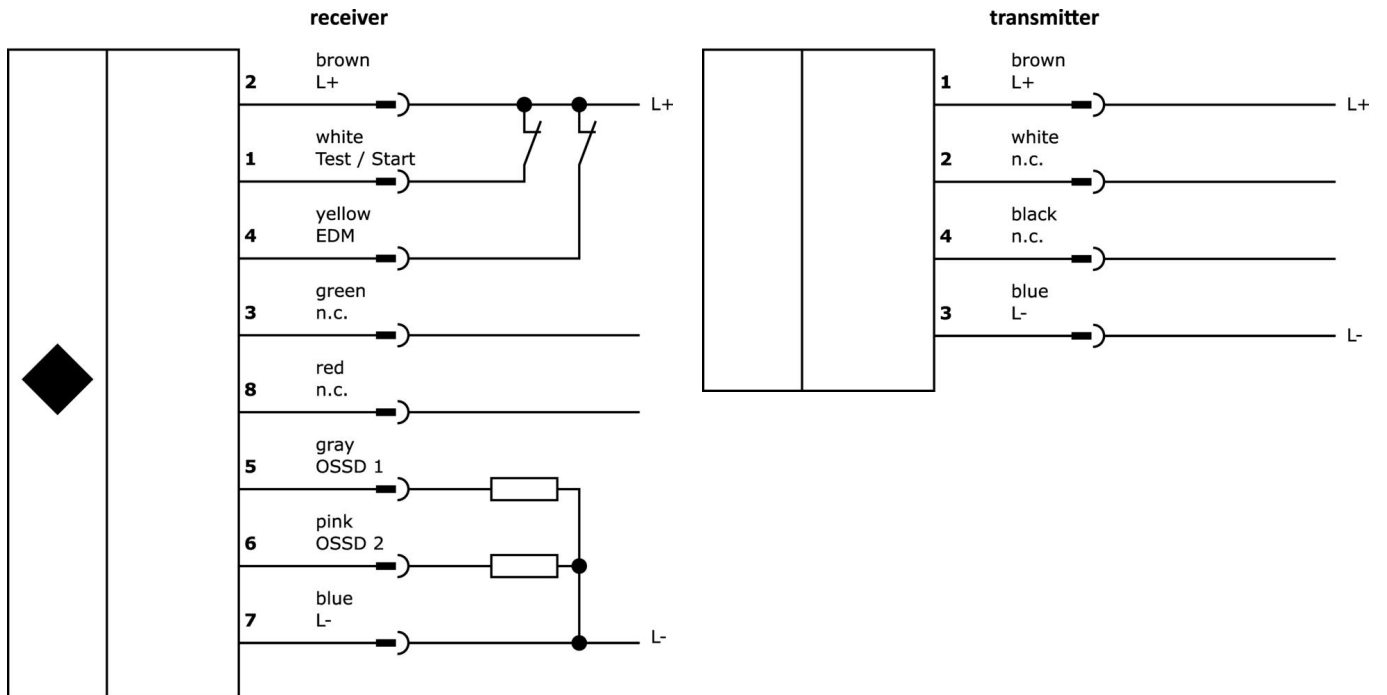 receiver
brown
2 L+
L+
white
1 Test / Start
yellow
4 EDM
green
3 n.c.
red
8 n.c.
gray
5 OSSD 1
pink
6 OSSD 2
blue
7 L-
L-
transmitter
brown
1 L+
L+
white
2 n.c.
black
4 n.c.
blue
3 L-
L-